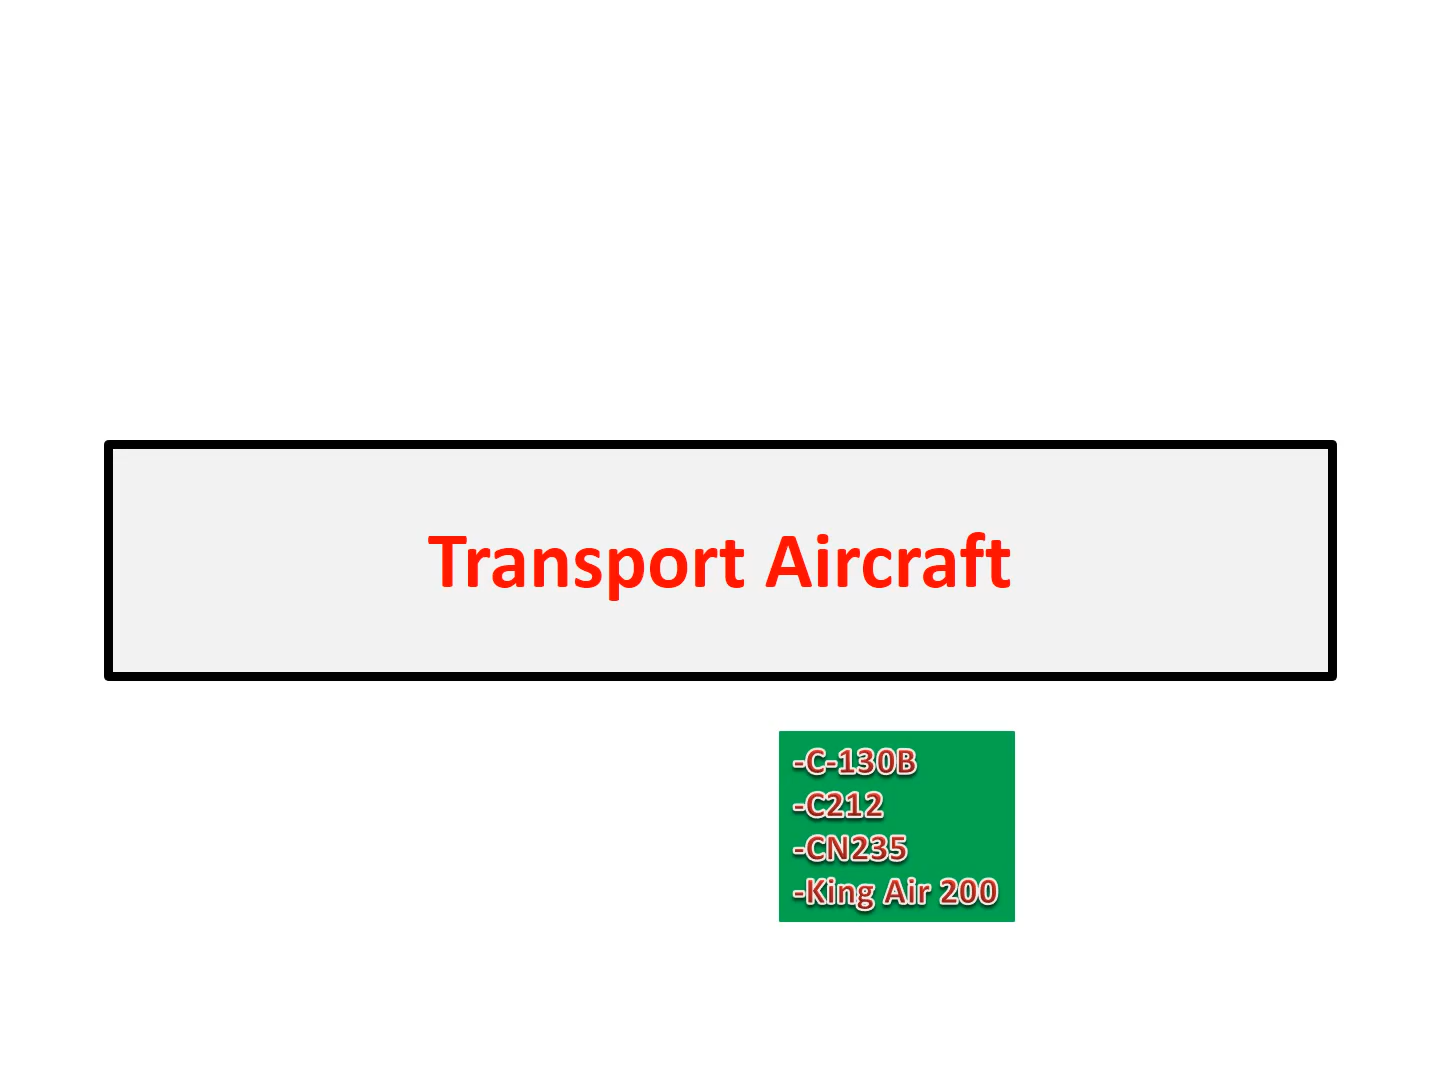 Transport Aircraft
-C-130B
-C212
-CN235
-King Air 200